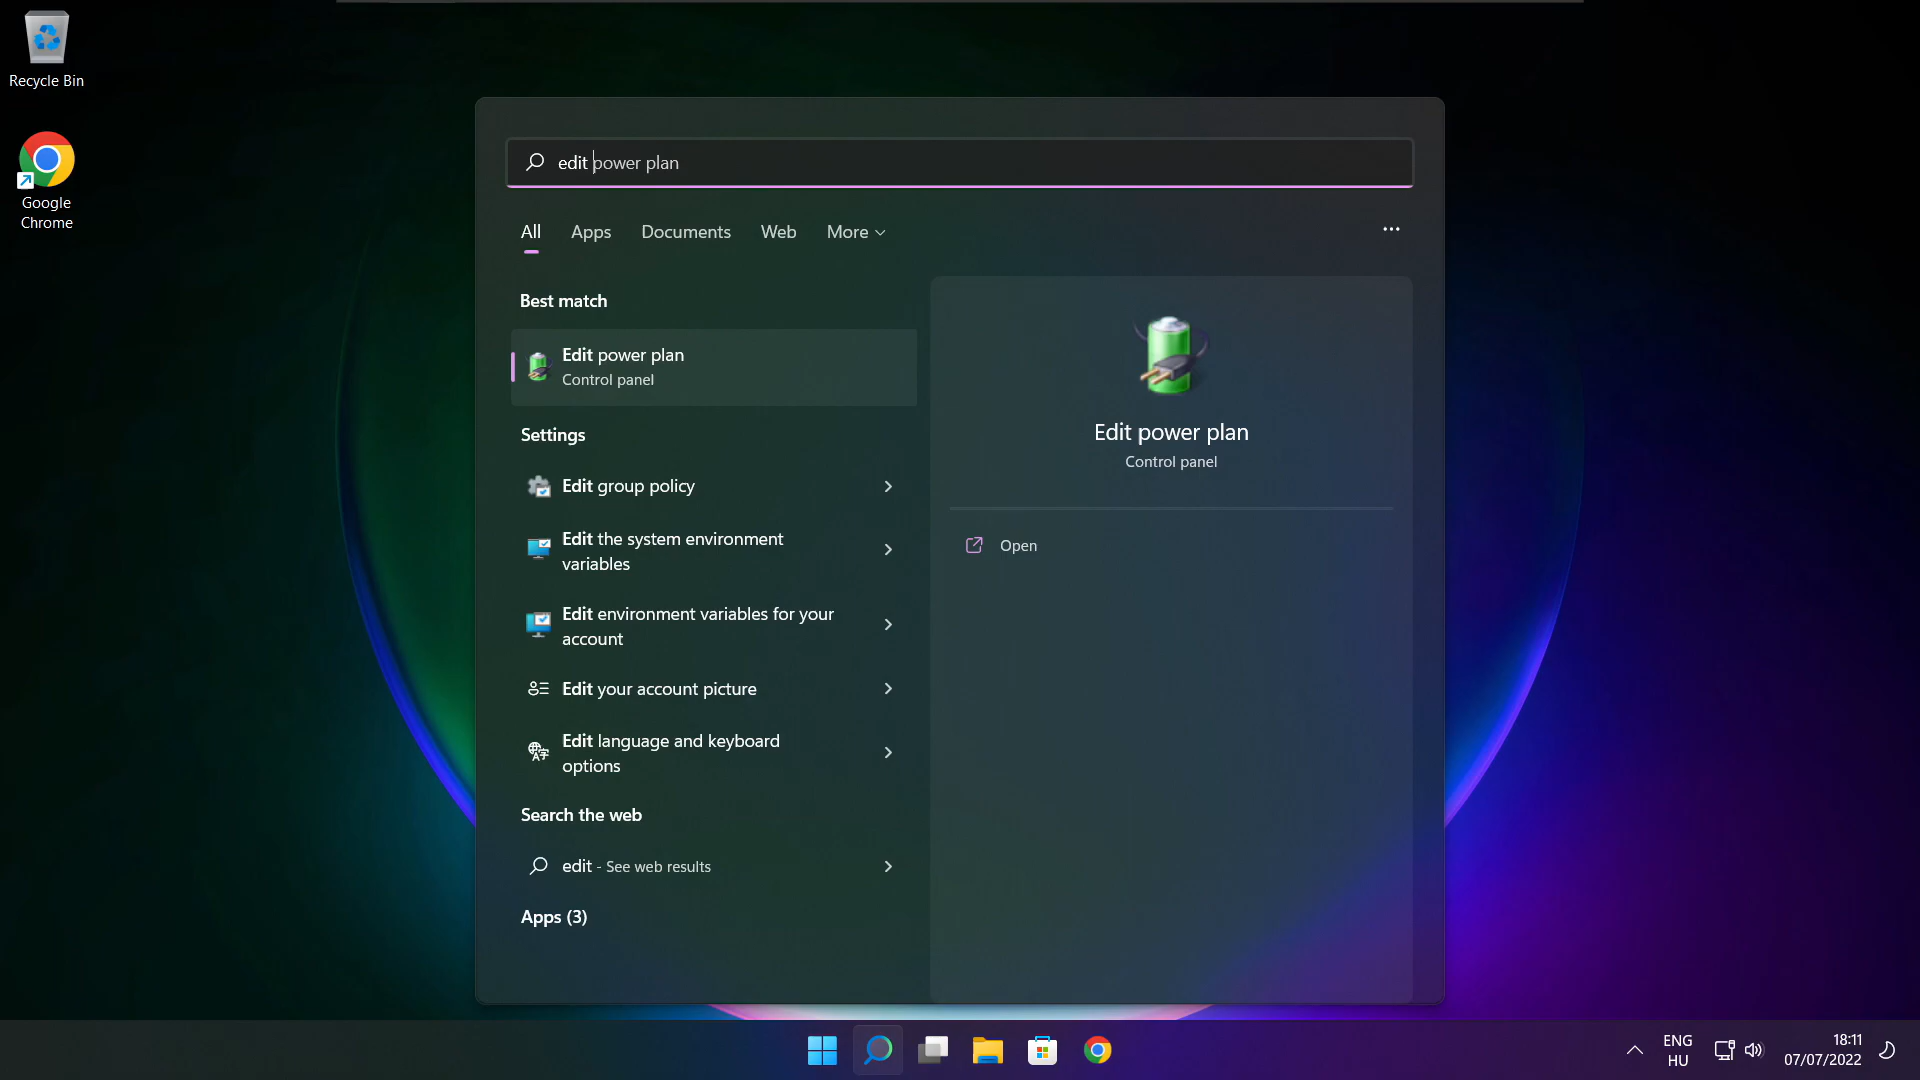 Recycle Bin
Google
Chrome
edit power plan
All Apps Documents Web More
Best match
Edit power plan
Control panel
Settings
Edit group policy
Edit the system environment
variables
Edit environment variables for your
account
Edit your account picture
Edit language and keyboard
options
Search the web
edit - See web results
Apps (3)
Edit power plan
Control panel
Open
ENG
HU
18:11
07/07/2022